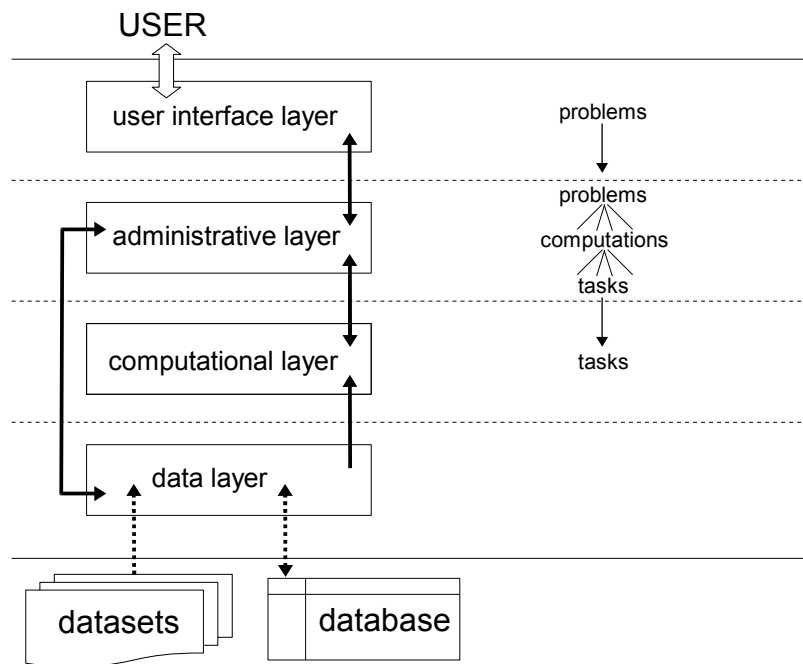 USER
user interface layer
problems
problems
administrative layer
computations
tasks
computational layer
tasks
data layer
datasets
database